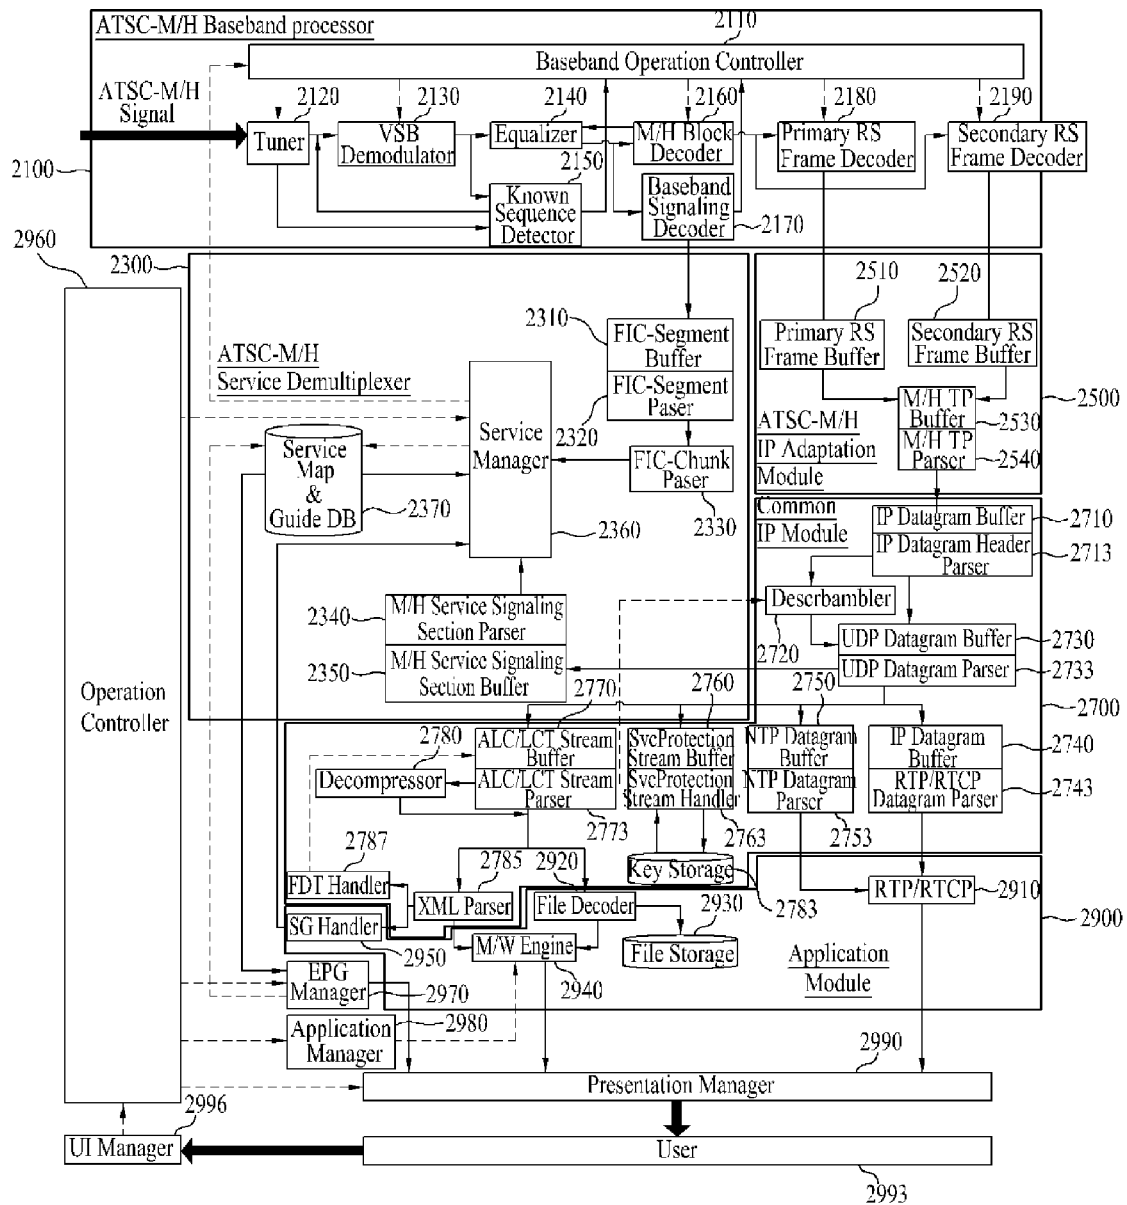 ATSC-M/H Baseband processor
2110
Baseband Operation Controller
ATSC-M/H
Signal
2120
2130
2140
2160
2180
2190
Tuner
VSB
Demodulator
Equalizer
M/H Block
Decoder
Primary RS
Frame Decoder
Secondary RS
Frame Decoder
2100
2150
Known
Sequence
Detector
Baseband
Signaling
Decoder
2170
2960
2300
2510
2520
2310
FIC-Segment
Buffer
Primary RS
Frame Buffer
Secondary RS
Frame Buffer
ATSC-M/H
Service Demultiplexer
FIC-Segment
Paser
2320
M/H TP
Buffer
2530
2500
M/H TP
Parser
2540
ATSC-M/H
IP Adaptation
Module
Service
Manager
Service
Map
&
Guide DB
2370
FIC-Chunk
Paser
2330
2360
Common
IP Module
IP Datagram Buffer
2710
IP Datagram Header
Parser
2713
Descrbambler
2720
2340
M/H Service Signaling
Section Parser
UDP Datagram Buffer
2730
2350
M/H Service Signaling
Section Buffer
UDP Datagram Parser
2733
Operation
Controller
2770
2760
2750
2700
2780
ALC/LCT Stream
Buffer
SvcProtection
Stream Buffer
NTP Datagram
Buffer
IP Datagram
Buffer
2740
Decompressor
ALC/LCT Stream
Parser
SvcProtection
Stream Handler
NTP Datagram
Parser
RTP/RTCP
Datagram Parser
2743
2773
2763
2753
2787
2785
2920
Key Storage
2783
FDT Handler
XML Parser
File Decoder
RTP/RTCP
2910
2930
2900
SG Handler
2950
M/W Engine
2940
File Storage
Application
Module
EPG
Manager
2970
2980
Application
Manager
2990
Presentation Manager
2996
UI Manager
User
2993